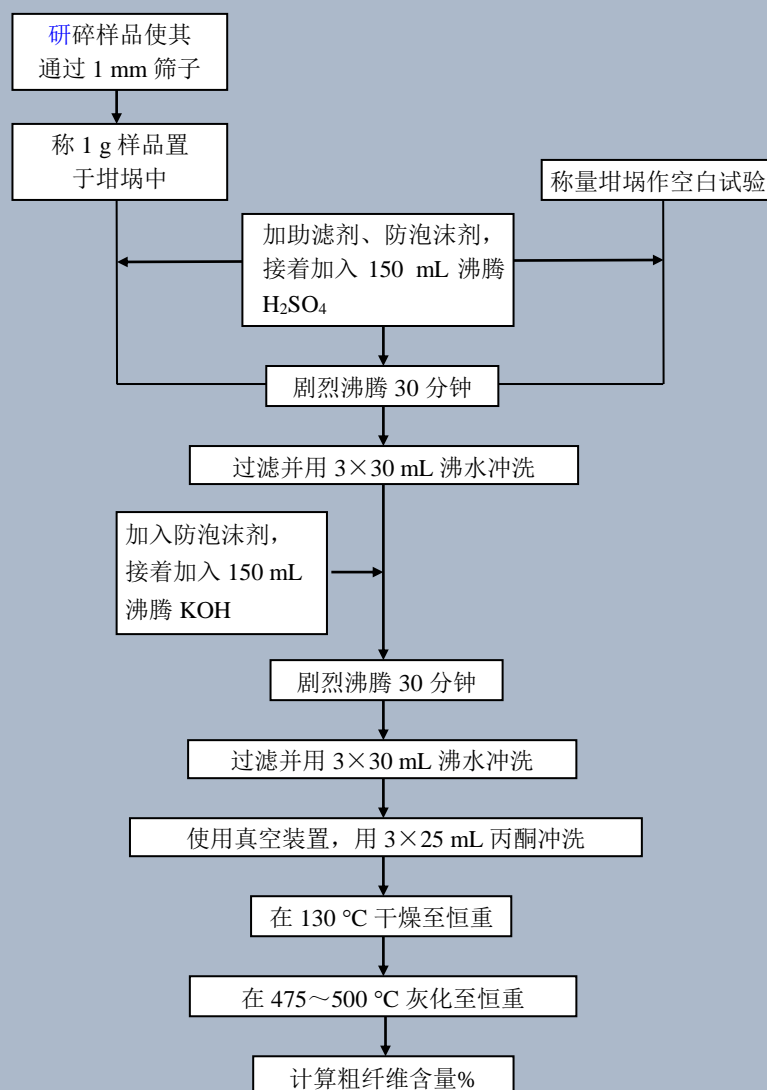 研碎样品使其
通过 1 mm 筛子
称 1 g 样品置
于坩埚中
称量坩埚作空白试验
加助滤剂、防泡沫剂，
接着加入 150 mL 沸腾
H₂SO₄
剧烈沸腾 30 分钟
过滤并用 3×30 mL 沸水冲洗
加入防泡沫剂，
接着加入 150 mL
沸腾 KOH
剧烈沸腾 30 分钟
过滤并用 3×30 mL 沸水冲洗
使用真空装置，用 3×25 mL 丙酮冲洗
在 130 °C 干燥至恒重
在 475～500 °C 灰化至恒重
计算粗纤维含量%